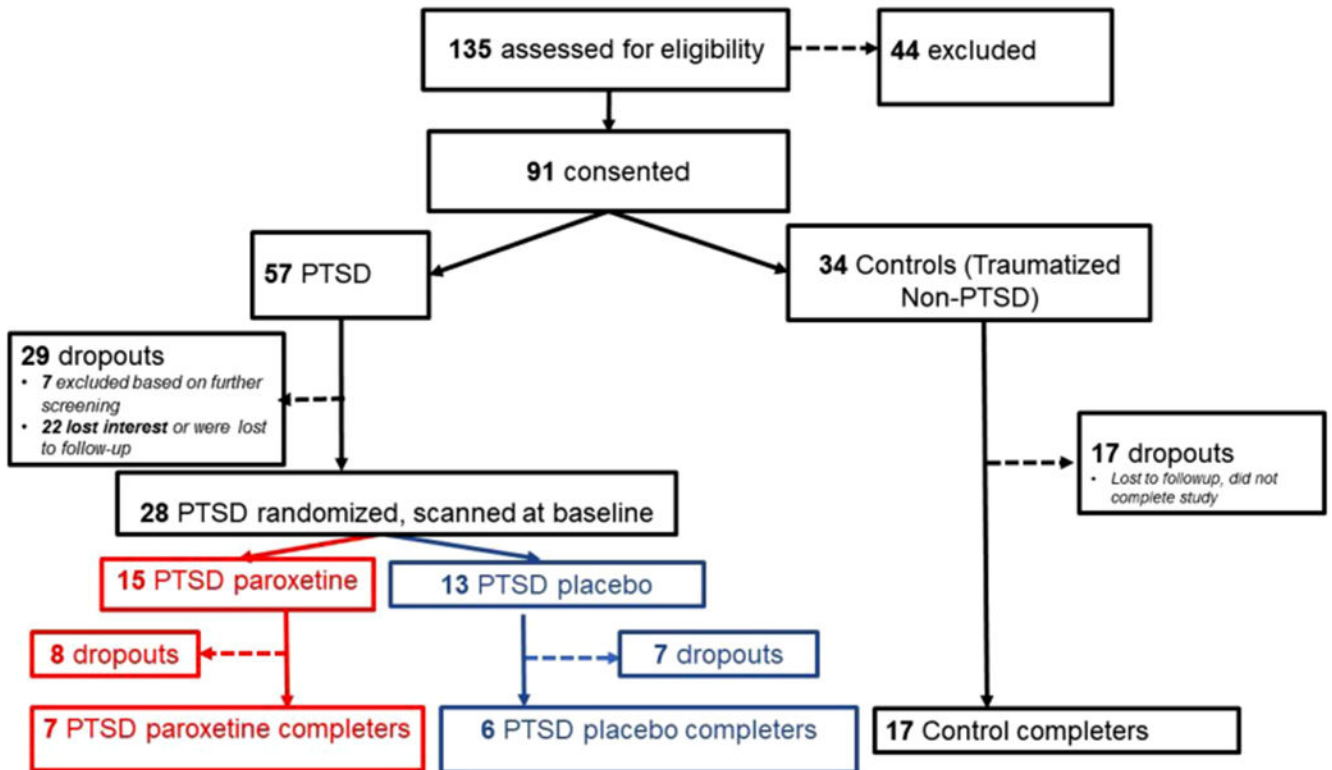 135 assessed for eligibility
44 excluded
91 consented
57 PTSD
34 Controls (Traumatized
Non-PTSD)
29 dropouts
• 7 excluded based on further
screening
• 22 lost interest or were lost
to follow-up
17 dropouts
• Lost to followup, did not
complete study
28 PTSD randomized, scanned at baseline
15 PTSD paroxetine
13 PTSD placebo
8 dropouts
7 dropouts
7 PTSD paroxetine completers
6 PTSD placebo completers
17 Control completers